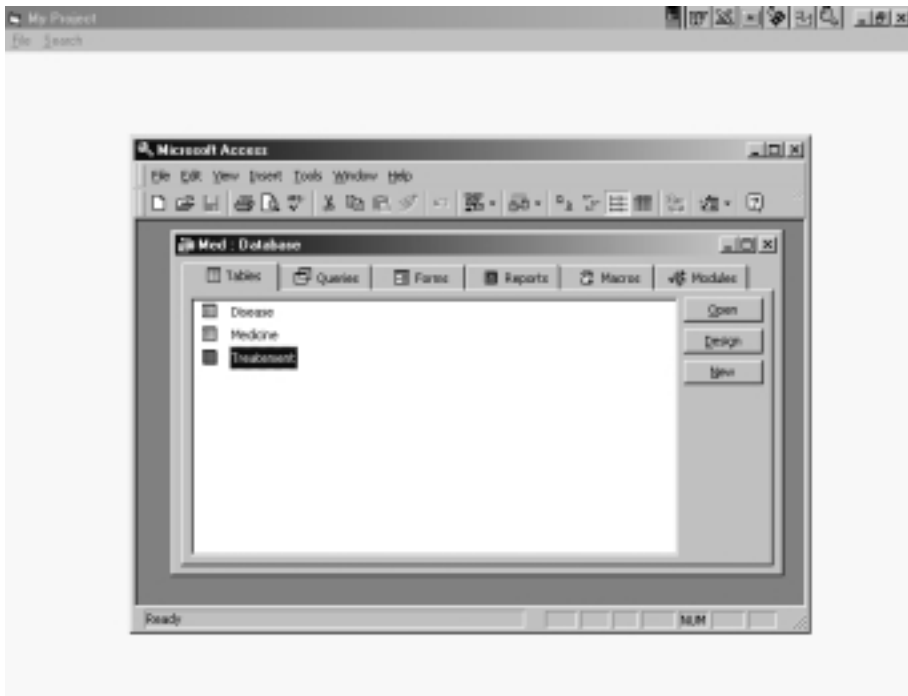 My Project
File Search
Microsoft Access
File Edit View Insert Tools Window Help
Med : Database
Tables Queries Forms Reports Macros Modules
Disease
Medicine
Treatement
Open
Design
New
Ready NUM